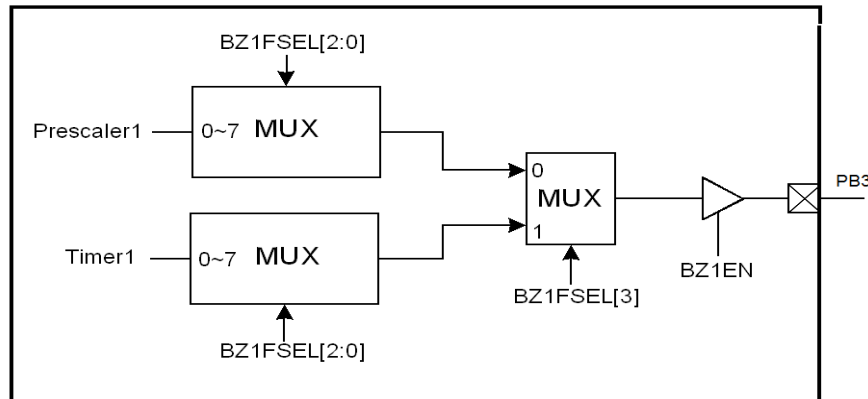 BZ1FSEL[2:0]
Prescaler1
0~7 MUX
0
MUX
1
PB3
Timer1
0~7 MUX
BZ1FSEL[3]
BZ1EN
BZ1FSEL[2:0]